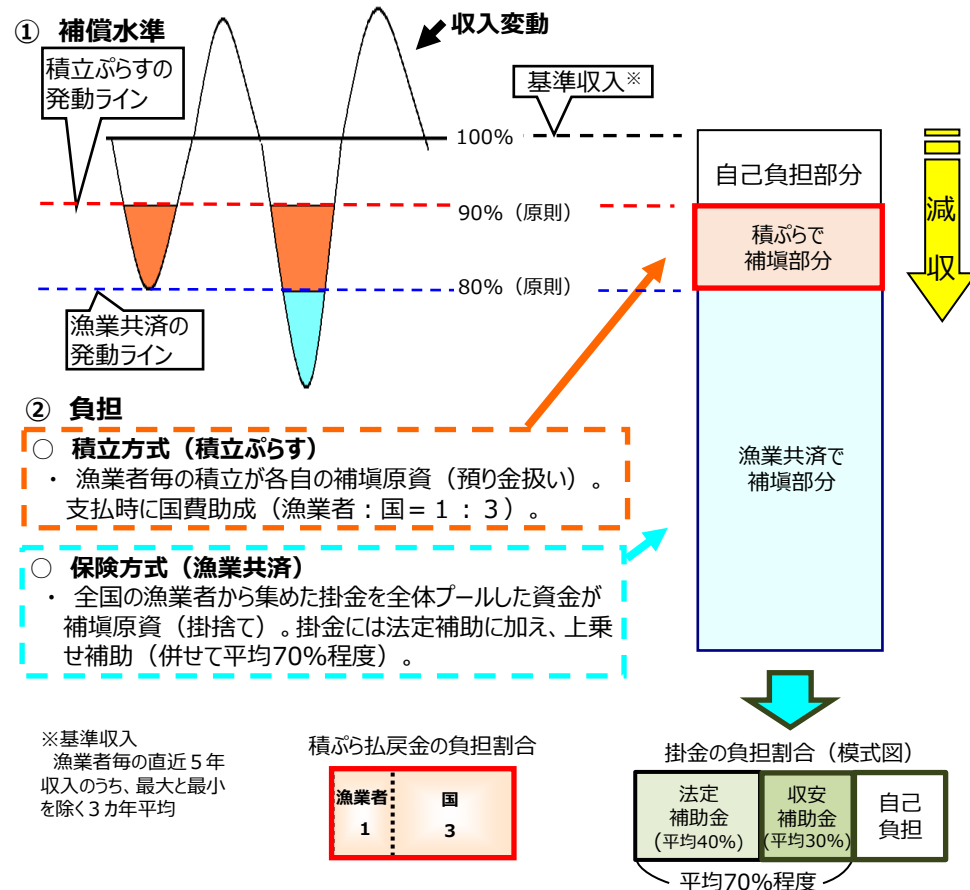 ① 補償水準
収入変動
積立ぷらすの
発動ライン
基準収入※
100%
自己負担部分
減収
90%（原則）
積ぷらで
補塡部分
80%（原則）
漁業共済の
発動ライン
② 負担
○ 積立方式（積立ぷらす）
・ 漁業者毎の積立が各自の補塡原資（預り金扱い）。
支払時に国費助成（漁業者：国＝１：３）。
漁業共済で
補塡部分
○ 保険方式（漁業共済）
・ 全国の漁業者から集めた掛金を全体プールした資金が
補塡原資（掛捨て）。掛金には法定補助に加え、上乗
せ補助（併せて平均70%程度）。
※基準収入
漁業者毎の直近５年
収入のうち、最大と最小
を除く３カ年平均
積ぷら払戻金の負担割合
漁業者
1
国
3
掛金の負担割合（模式図）
法定
補助金
(平均40%)
収安
補助金
(平均30%)
自己
負担
平均70%程度